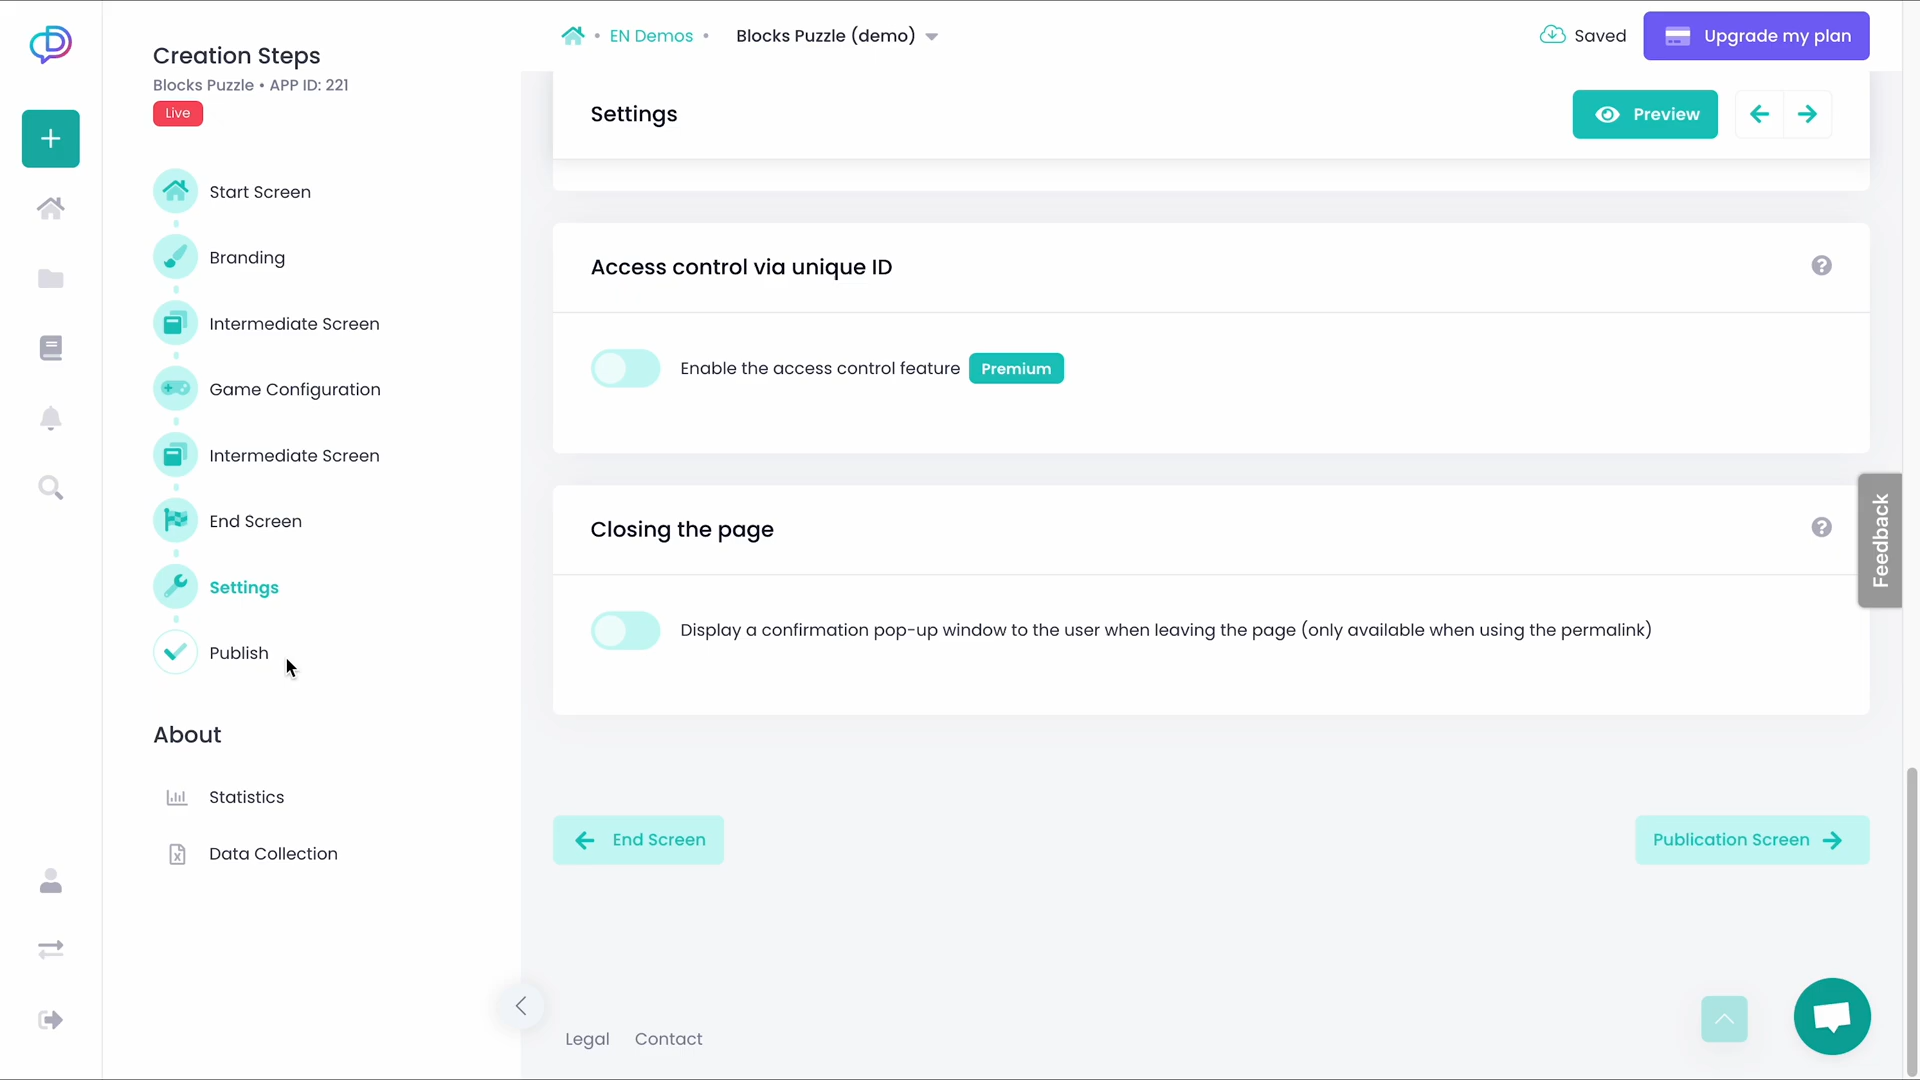 Creation Steps
Blocks Puzzle • APP ID: 221
Live
Start Screen
Branding
Intermediate Screen
Game Configuration
Intermediate Screen
End Screen
Settings
Publish
About
Statistics
Data Collection
• EN Demos • Blocks Puzzle (demo)
Saved
Upgrade my plan
Settings
Preview
Access control via unique ID
Enable the access control feature Premium
Closing the page
Display a confirmation pop-up window to the user when leaving the page (only available when using the permalink)
End Screen
Publication Screen
Feedback
Legal Contact